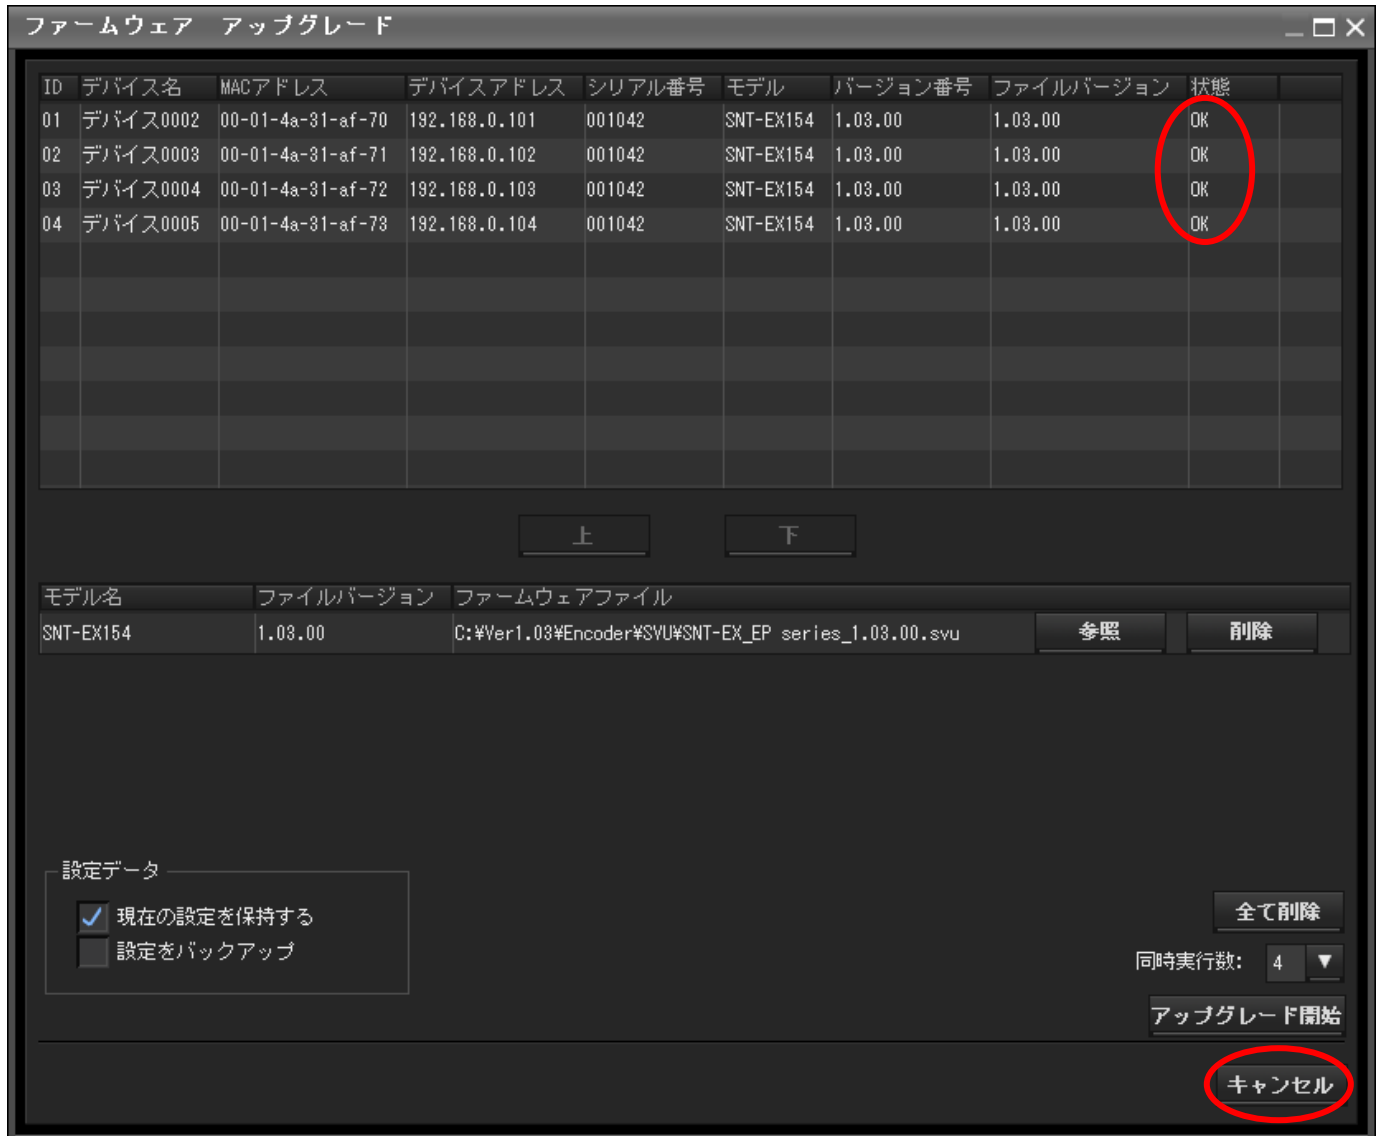 ファームウェア アップグレード
ID デバイス名 MACアドレス デバイスアドレス シリアル番号 モデル バージョン番号 ファイルバージョン 状態
01 デバイス0002 00-01-4a-31-af-70 192.168.0.101 001042 SNT-EX154 1.03.00 1.03.00 OK
02 デバイス0003 00-01-4a-31-af-71 192.168.0.102 001042 SNT-EX154 1.03.00 1.03.00 OK
03 デバイス0004 00-01-4a-31-af-72 192.168.0.103 001042 SNT-EX154 1.03.00 1.03.00 OK
04 デバイス0005 00-01-4a-31-af-73 192.168.0.104 001042 SNT-EX154 1.03.00 1.03.00 OK
上 下
モデル名 ファイルバージョン ファームウェアファイル
SNT-EX154 1.03.00 C:¥Ver1.03¥Encoder¥SVU¥SNT-EX_EP series_1.03.00.svu 参照 削除
設定データ
現在の設定を保持する
設定をバックアップ
全て削除
同時実行数: 4
アップグレード開始
キャンセル